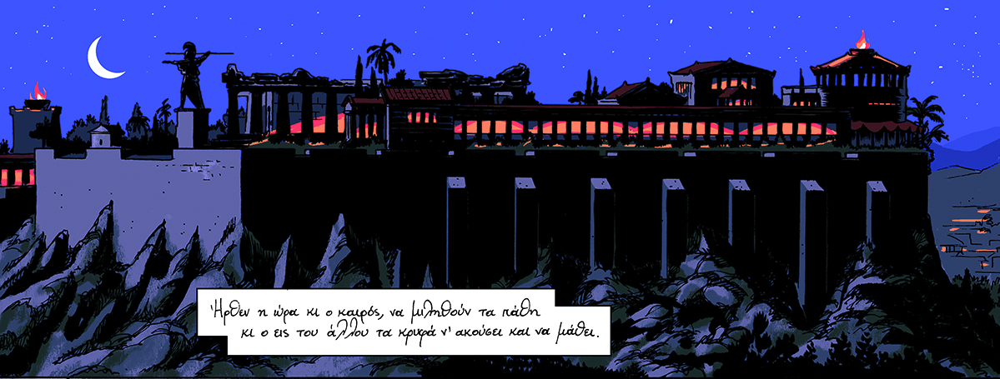 Ήρθεν η ώρα κι ο καιρός, να μιληθούν τα πάθη
κι ο εις του άλλου τα κρυφά ν' ακούσει και να μάθει.